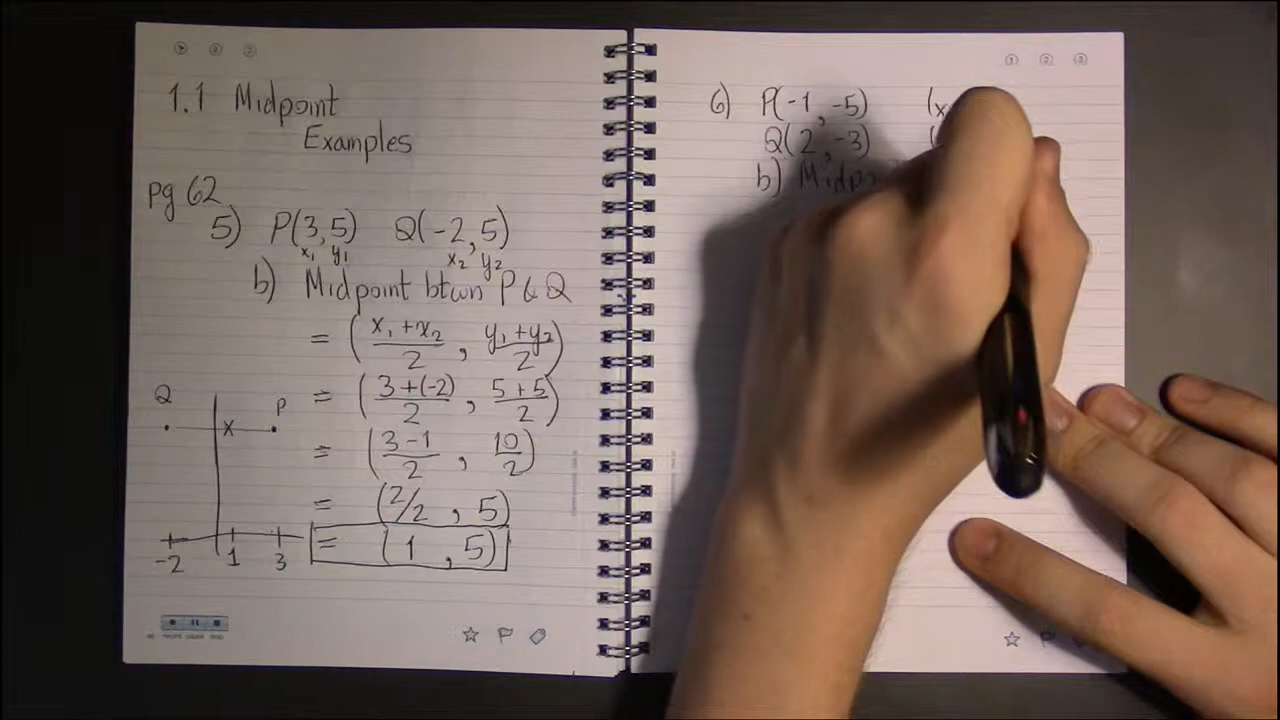 1.1 Midpoint
Examples
pg 62
5) P(3,5) Q(-2,5)
x₁ y₁ x₂ y₂
b) Midpoint btwn P & Q
= (x₁+x₂/2, y₁+y₂/2)
= (3+(-2)/2, 5+5/2)
= (3-1/2, 10/2)
= (2/2, 5)
= (1, 5)
Q P
x
-2 1 3
6) P(-1, -5) (x
Q(2, -3) (
b)